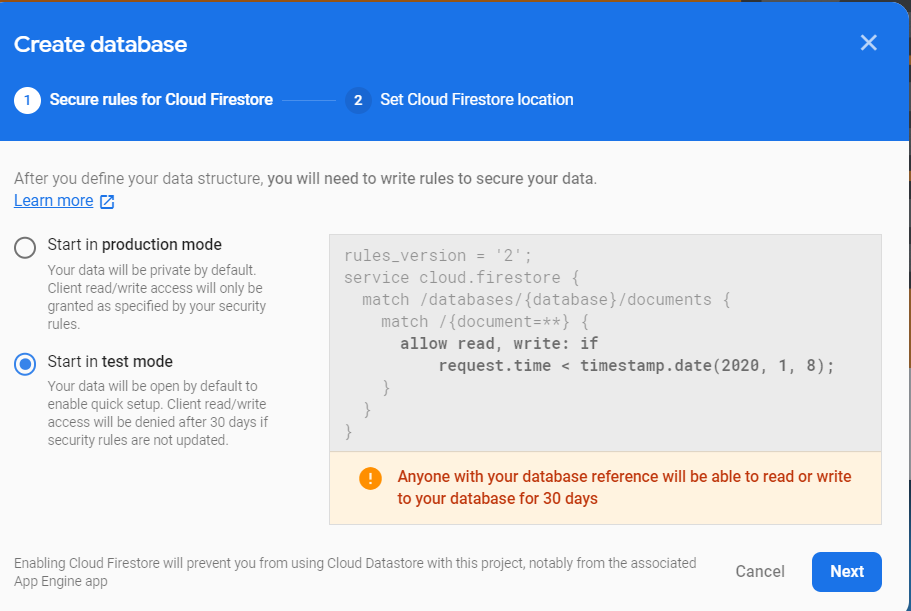 Create database
1 Secure rules for Cloud Firestore 2 Set Cloud Firestore location
After you define your data structure, you will need to write rules to secure your data.
Learn more
Start in production mode
Your data will be private by default.
Client read/write access will only be
granted as specified by your security
rules.
Start in test mode
Your data will be open by default to
enable quick setup. Client read/write
access will be denied after 30 days if
security rules are not updated.
rules_version = '2';
service cloud.firestore {
  match /databases/{database}/documents {
    match /{document=**} {
      allow read, write: if
          request.time < timestamp.date(2020, 1, 8);
    }
  }
}
! Anyone with your database reference will be able to read or write
to your database for 30 days
Enabling Cloud Firestore will prevent you from using Cloud Datastore with this project, notably from the associated
App Engine app
Cancel Next